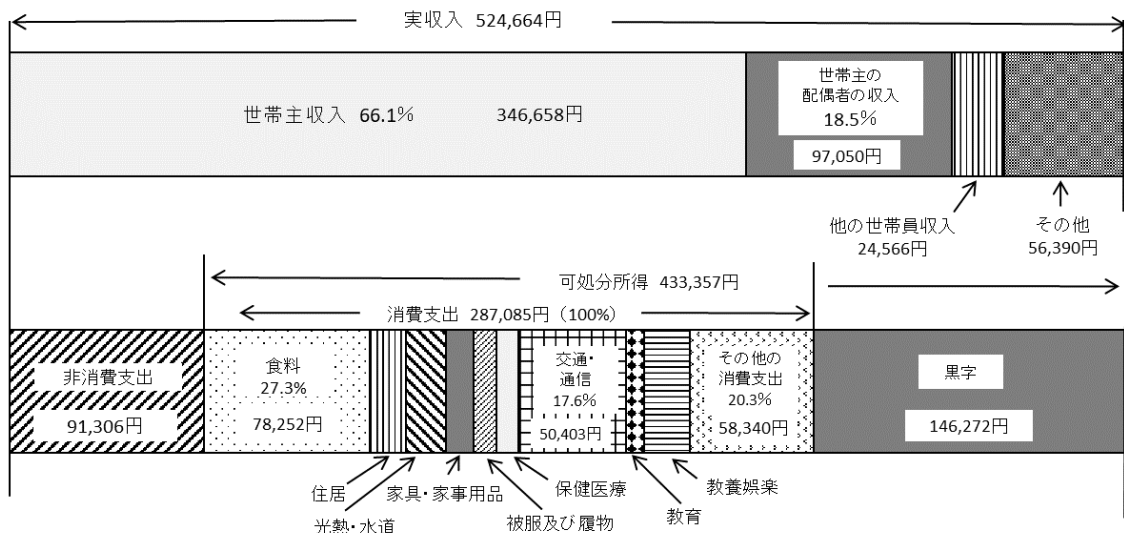 実収入 524,664円
世帯主収入 66.1% 346,658円
世帯主の
配偶者の収入
18.5%
97,050円
他の世帯員収入
24,566円
その他
56,390円
可処分所得 433,357円
消費支出 287,085円（100%）
非消費支出
91,306円
食料
27.3%
78,252円
交通・
通信
17.6%
50,403円
その他の
消費支出
20.3%
58,340円
黒字
146,272円
住居
光熱・水道
家具・家事用品
被服及び履物
保健医療
教育
教養娯楽